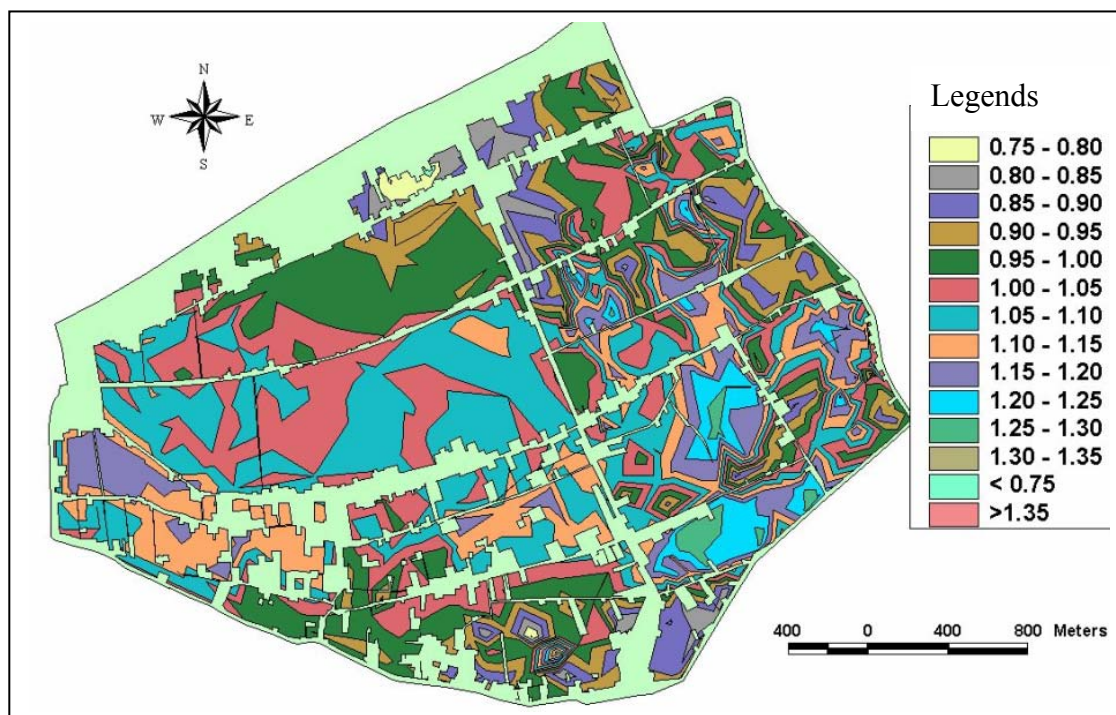 N
W E
S
Legends
0.75 - 0.80
0.80 - 0.85
0.85 - 0.90
0.90 - 0.95
0.95 - 1.00
1.00 - 1.05
1.05 - 1.10
1.10 - 1.15
1.15 - 1.20
1.20 - 1.25
1.25 - 1.30
1.30 - 1.35
< 0.75
>1.35
400 0 400 800 Meters